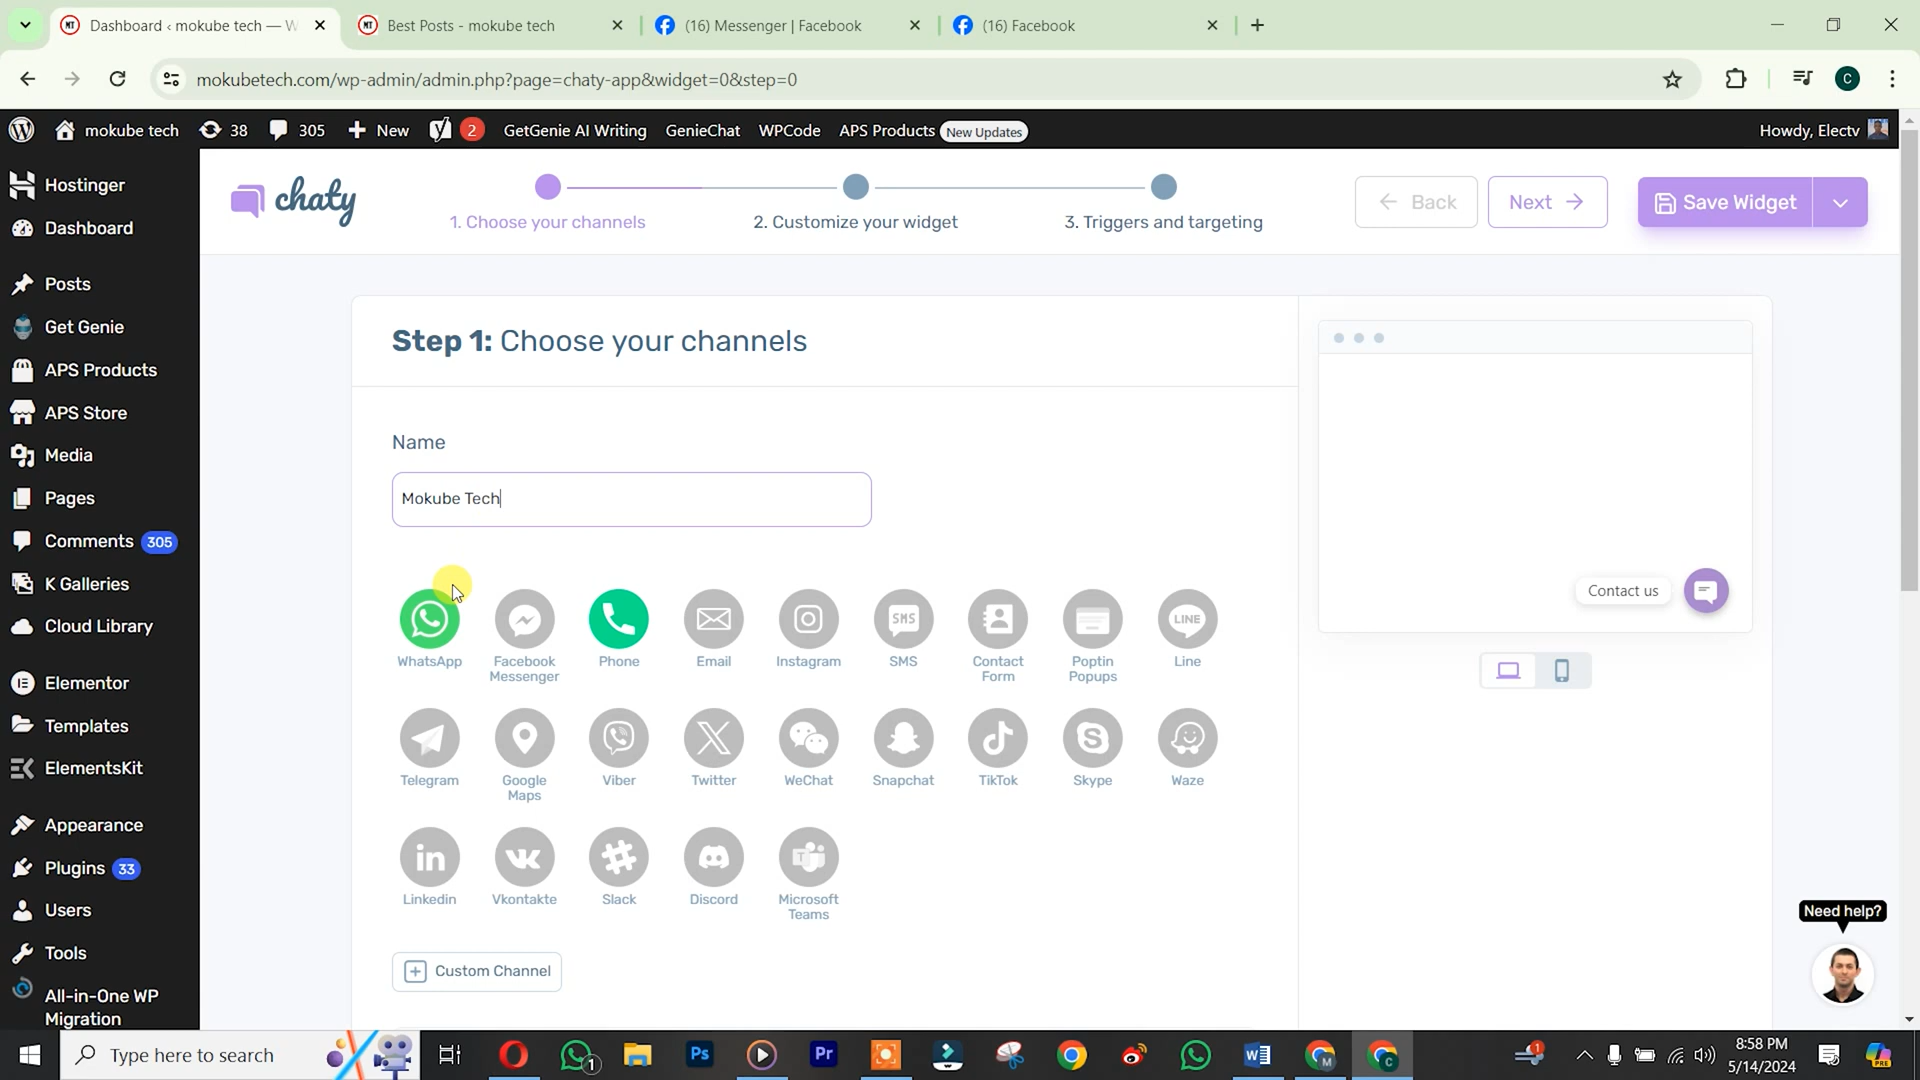 Dashboard ‹ mokube tech — W
Best Posts - mokube tech
(16) Messenger | Facebook
(16) Facebook
mokubetech.com/wp-admin/admin.php?page=chaty-app&widget=0&step=0
C
mokube tech
38
305
New
2
GetGenie AI Writing
GenieChat
WPCode
APS Products
New Updates
Howdy, Electv
Hostinger
Dashboard
Posts
Get Genie
APS Products
APS Store
Media
Pages
Comments 305
K Galleries
Cloud Library
Elementor
Templates
ElementsKit
Appearance
Plugins 33
Users
Tools
All-in-One WP
Migration
chaty
1. Choose your channels
2. Customize your widget
3. Triggers and targeting
Back
Next
Save Widget
Step 1: Choose your channels
Name
Mokube Tech
WhatsApp
Facebook
Messenger
Phone
Email
Instagram
SMS
SMS
Contact
Form
Poptin
Popups
LINE
Line
Telegram
Google
Maps
Viber
Twitter
WeChat
Snapchat
TikTok
Skype
Waze
Linkedin
Vkontakte
Slack
Discord
Microsoft
Teams
Custom Channel
Contact us
Need help?
Type here to search
8:58 PM
5/14/2024